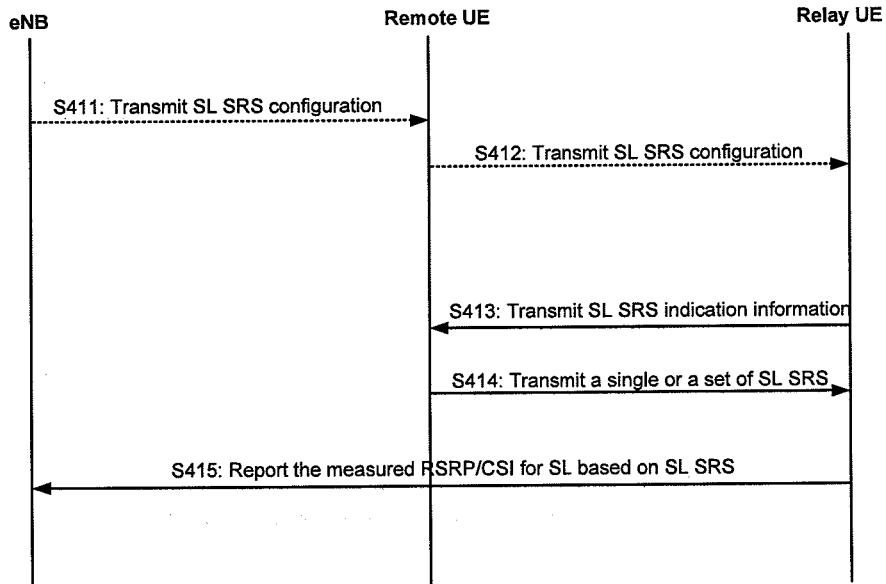 eNB
Remote UE
Relay UE
S411: Transmit SL SRS configuration
S412: Transmit SL SRS configuration
S413: Transmit SL SRS indication information
S414: Transmit a single or a set of SL SRS
S415: Report the measured RSRP/CSI for SL based on SL SRS